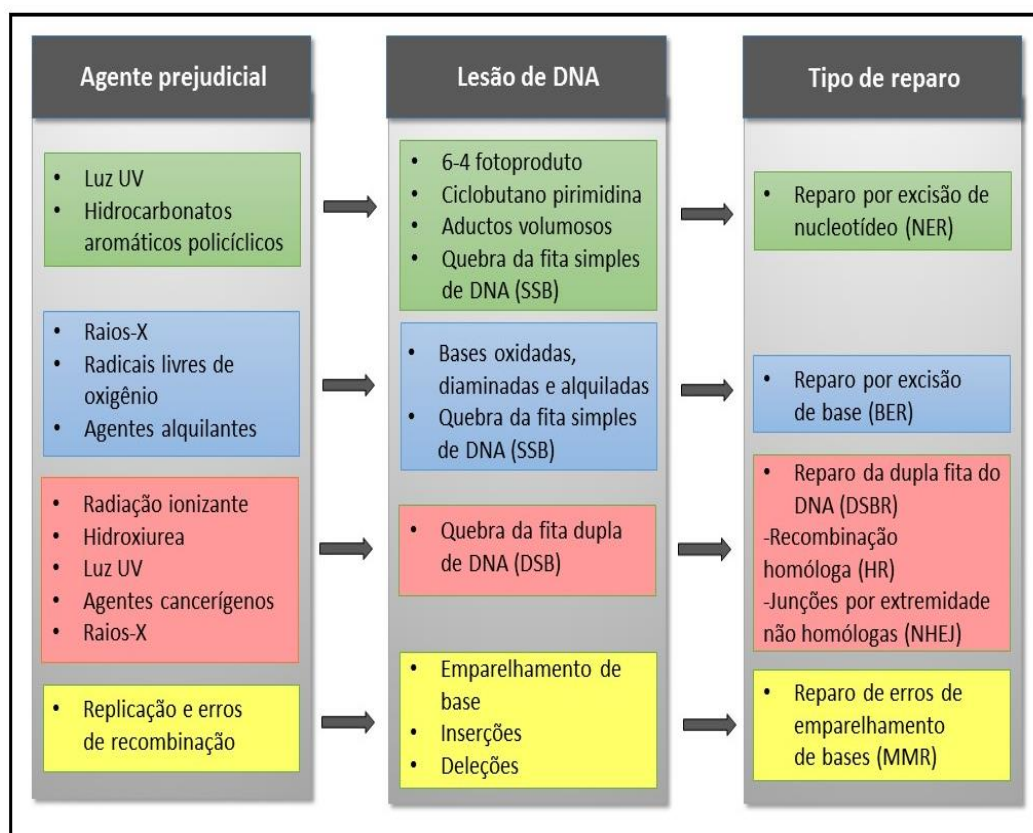 Agente prejudicial
Lesão de DNA
Tipo de reparo
• Luz UV
• Hidrocarbonatos
aromáticos policíclicos
• 6-4 fotoproduto
• Ciclobutano pirimidina
• Aductos volumosos
• Quebra da fita simples
de DNA (SSB)
• Reparo por excisão de
nucleotídeo (NER)
• Raios-X
• Radicais livres de
oxigênio
• Agentes alquilantes
• Bases oxidadas,
diaminadas e alquiladas
• Quebra da fita simples
de DNA (SSB)
• Reparo por excisão
de base (BER)
• Radiação ionizante
• Hidroxiurea
• Luz UV
• Agentes cancerígenos
• Raios-X
• Quebra da fita dupla
de DNA (DSB)
• Reparo da dupla fita do
DNA (DSBR)
-Recombinação
homóloga (HR)
-Junções por extremidade
não homólogas (NHEJ)
• Replicação e erros
de recombinação
• Emparelhamento de
base
• Inserções
• Deleções
• Reparo de erros de
emparelhamento
de bases (MMR)